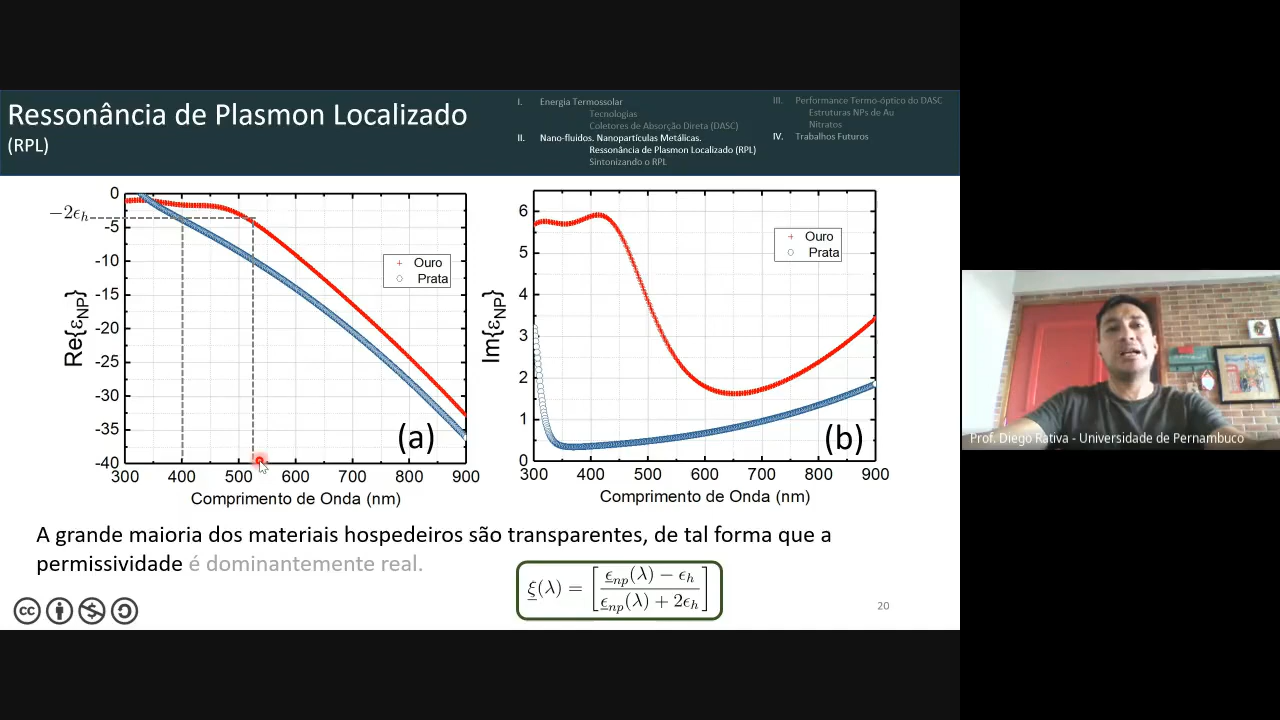 Ressonância de Plasmon Localizado
(RPL)
I. Energia Termossolar
Tecnologias
Coletores de Absorção Direta (DASC)
II. Nano-fluidos. Nanopartículas Metálicas.
Ressonância de Plasmon Localizado (RPL)
Sintonizando o RPL
III. Performance Termo-óptico do DASC
Estruturas NPs de Au
Nitratos
IV. Trabalhos Futuros
−2ϵh
0
-5
-10
-15
-20
-25
-30
-35
-40
Re{εNP}
+ Ouro
○ Prata
(a)
300 400 500 600 700 800 900
Comprimento de Onda (nm)
6
5
4
3
2
1
0
Im{εNP}
+ Ouro
○ Prata
(b)
300 400 500 600 700 800 900
Comprimento de Onda (nm)
A grande maioria dos materiais hospedeiros são transparentes, de tal forma que a
permissividade é dominantemente real.
ξ(λ) = [ (ϵnp(λ) − ϵh) / (ϵnp(λ) + 2ϵh) ]
cc
20
Prof. Diego Rativa - Universidade de Pernambuco